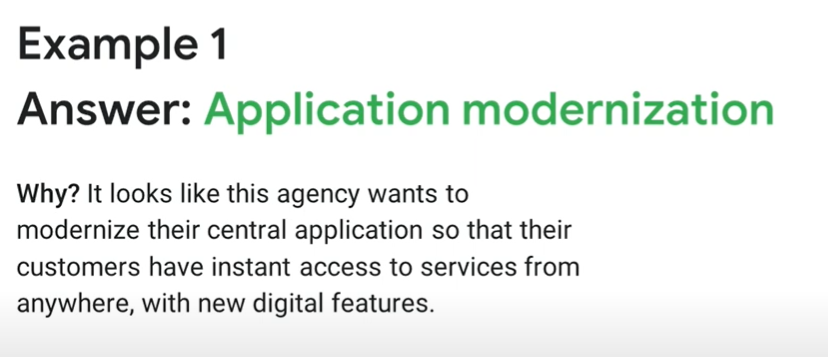 Example 1
Answer: Application modernization
Why? It looks like this agency wants to
modernize their central application so that their
customers have instant access to services from
anywhere, with new digital features.